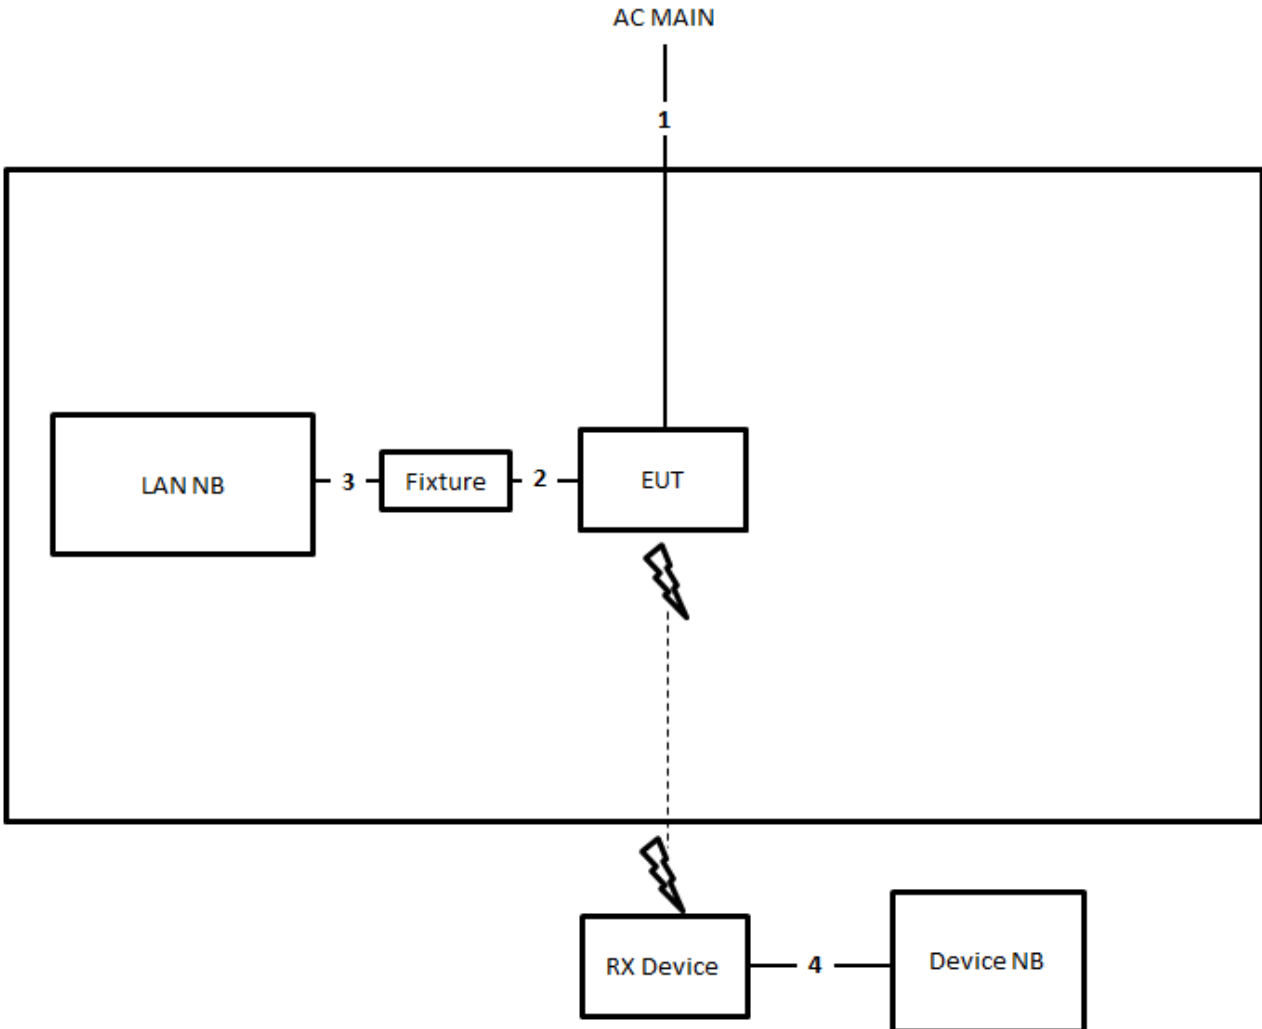 AC MAIN
1
LAN NB
3
Fixture
2
EUT
RX Device
4
Device NB